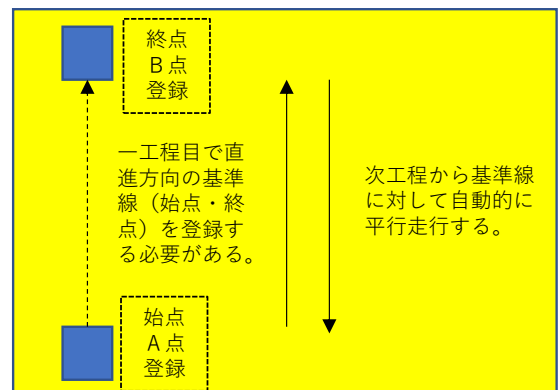 終点
Ｂ点
登録
一工程目で直
進方向の基準
線（始点・終
点）を登録す
る必要がある。
次工程から基準線
に対して自動的に
平行走行する。
始点
Ａ点
登録